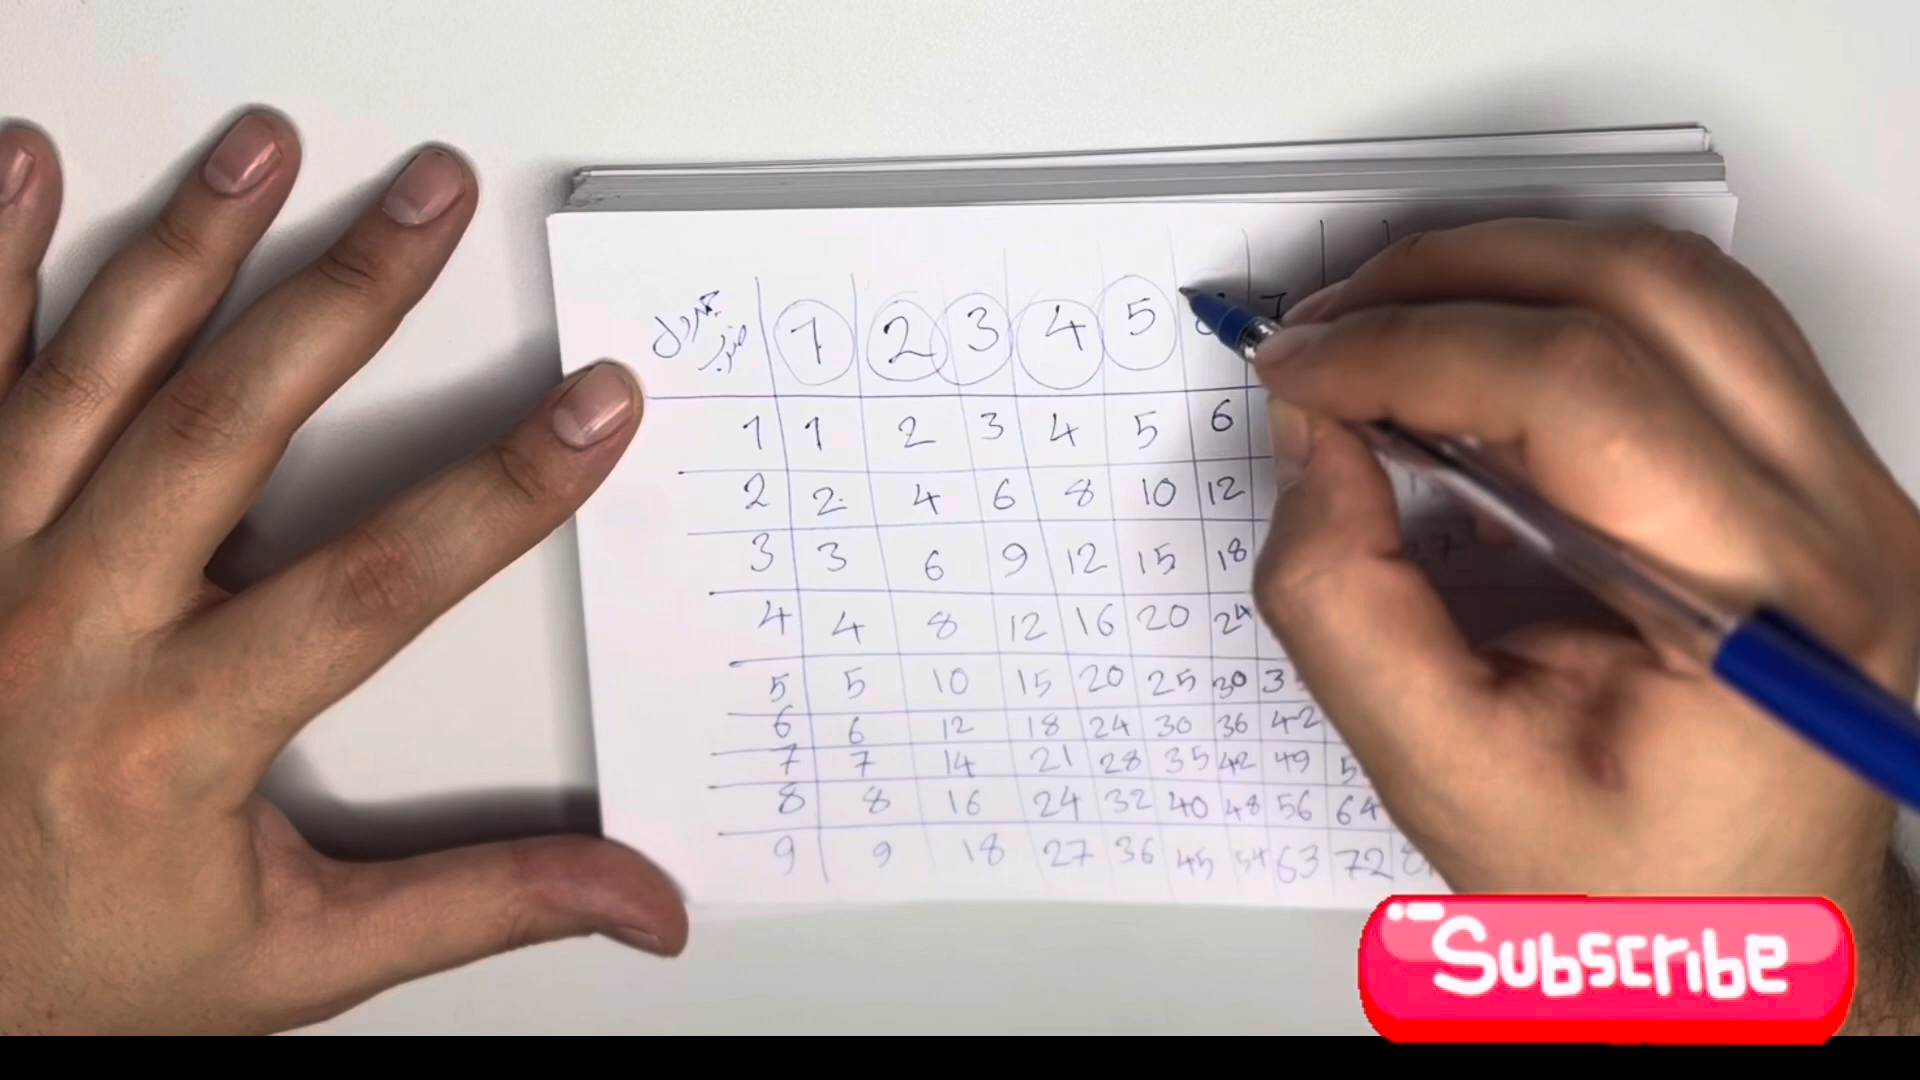 جدول ضرب 1 2 3 4 5 7
1 1 2 3 4 5 6
2 2 4 6 8 10 12
3 3 6 9 12 15 18
4 4 8 12 16 20 24
5 5 10 15 20 25 30
6 6 12 18 24 30 36 42
7 7 14 21 28 35 42 49
8 8 16 24 32 40 48 56 64
9 9 18 27 36 45 54 63 72
Subscribe